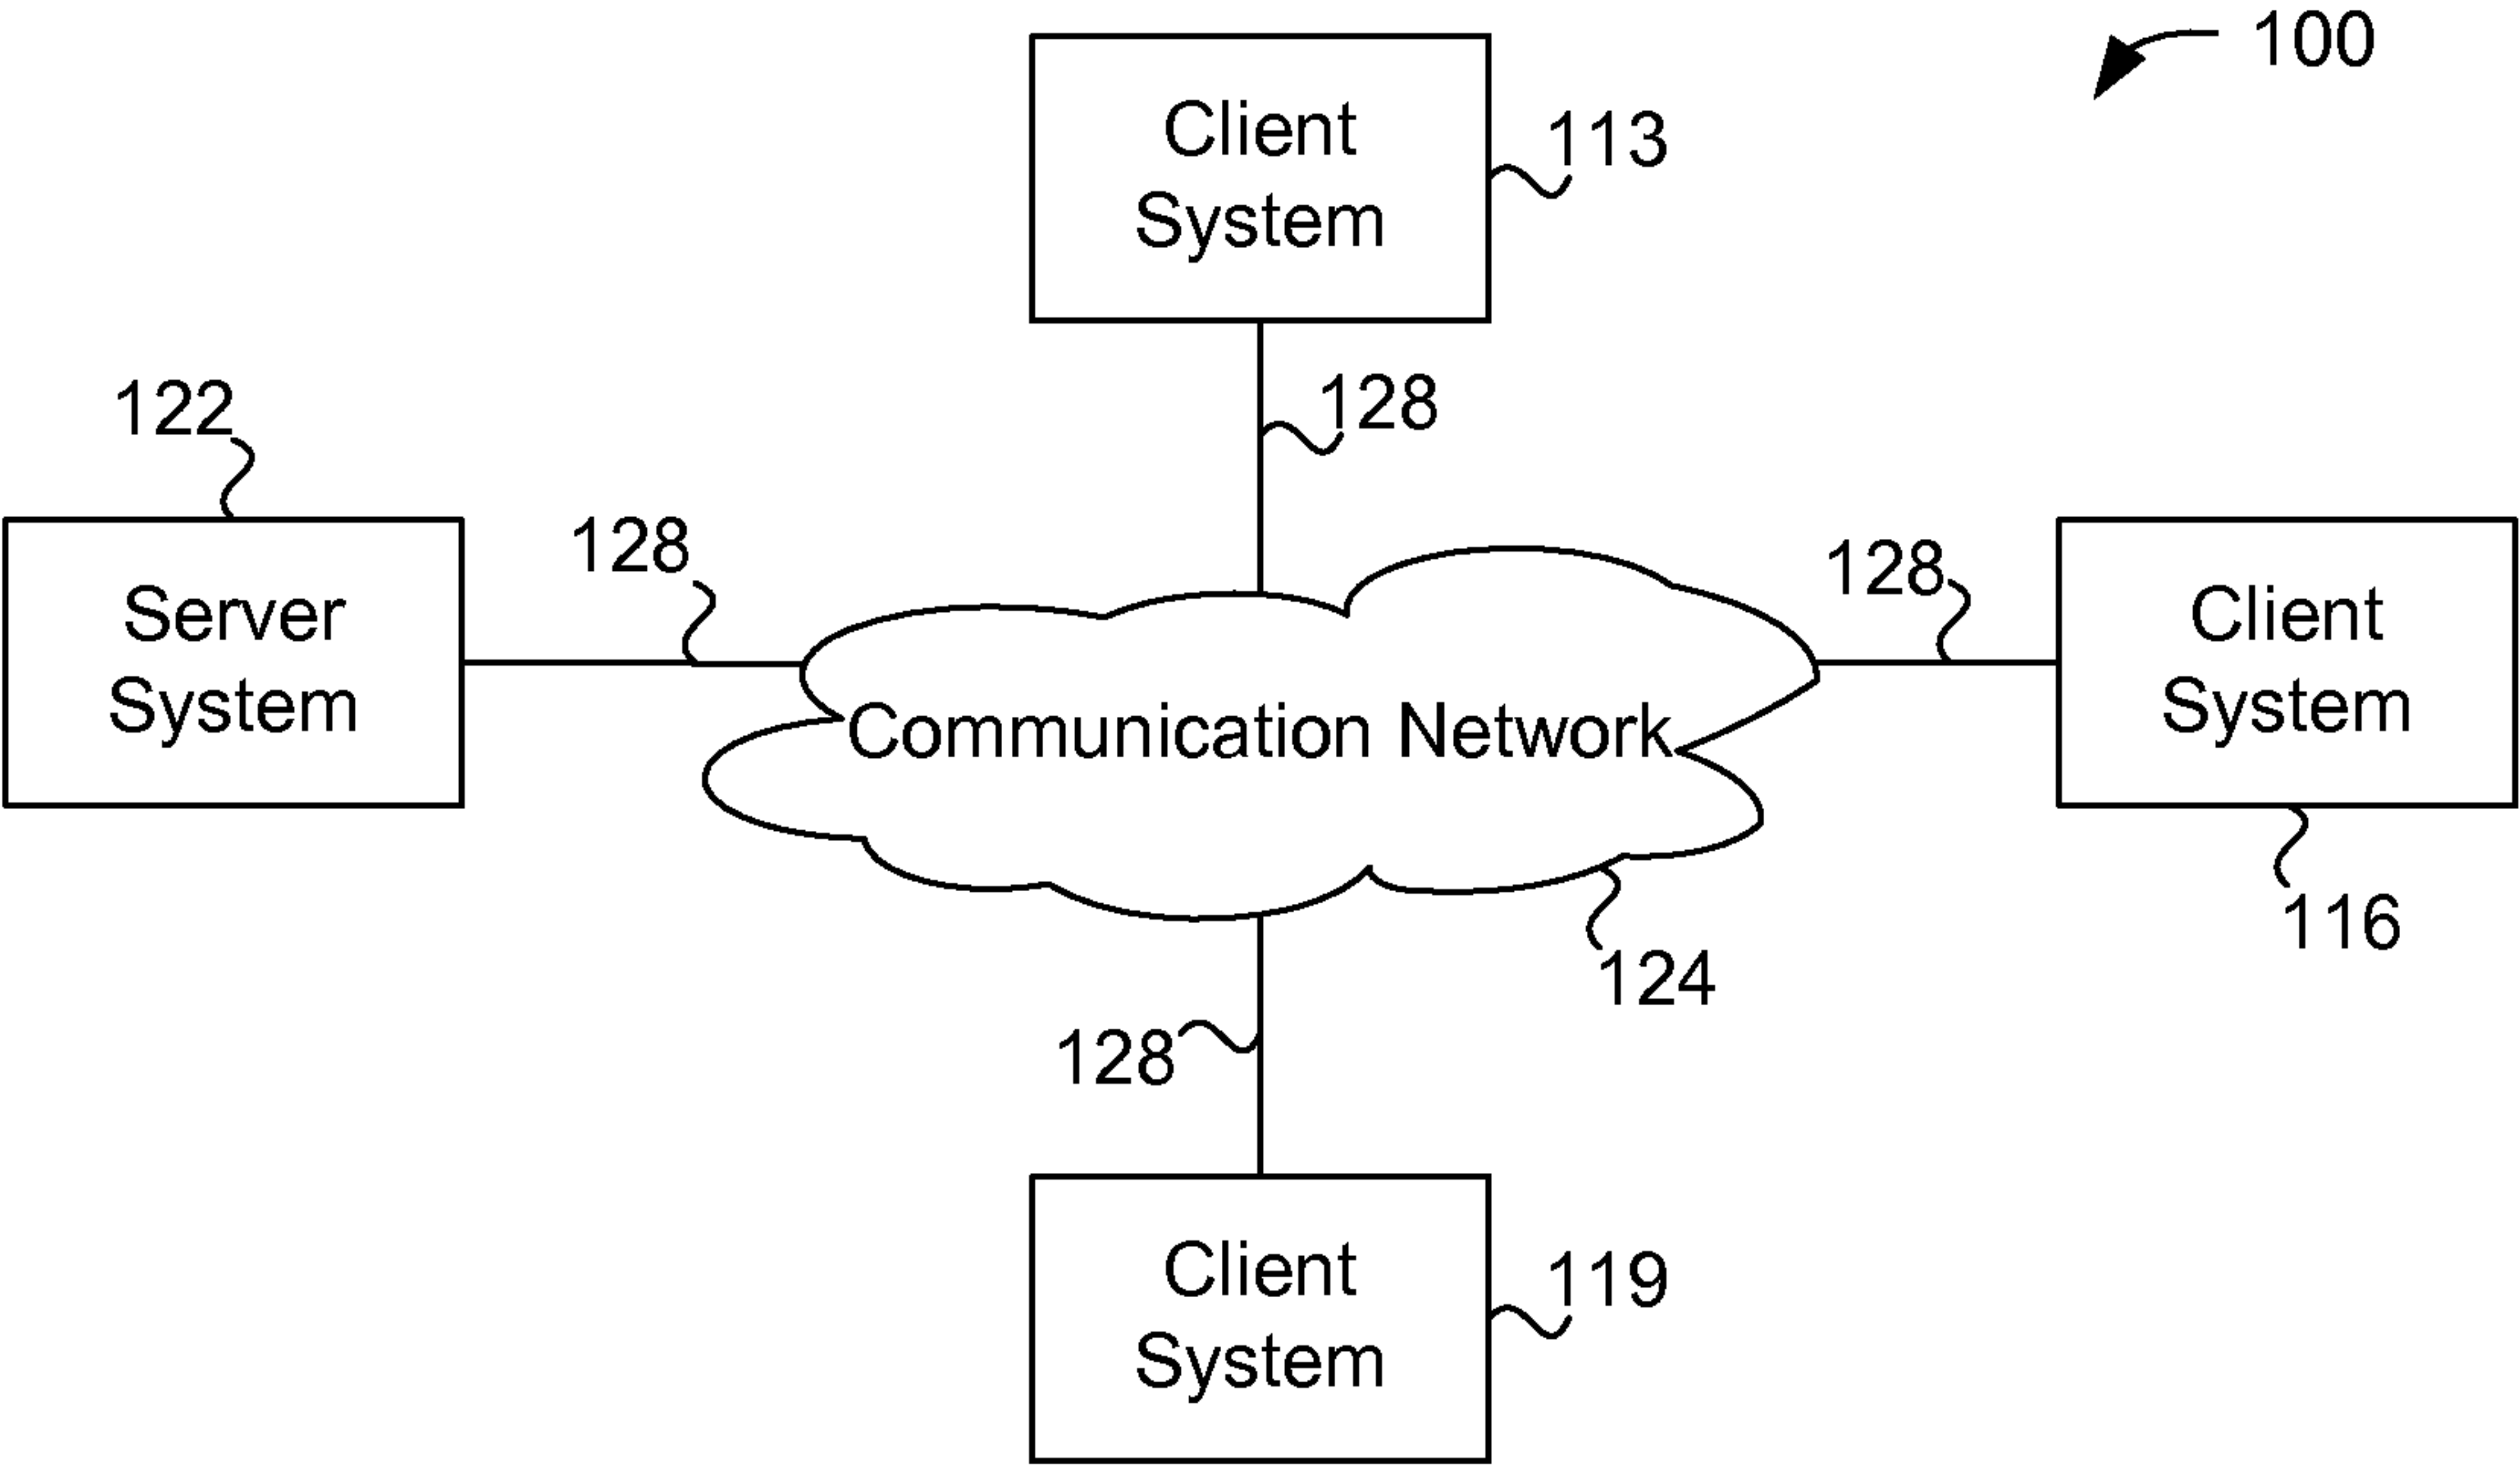 100
Client
System
113
128
122
Server
System
128
Communication Network
128
Client
System
116
124
128
Client
System
119